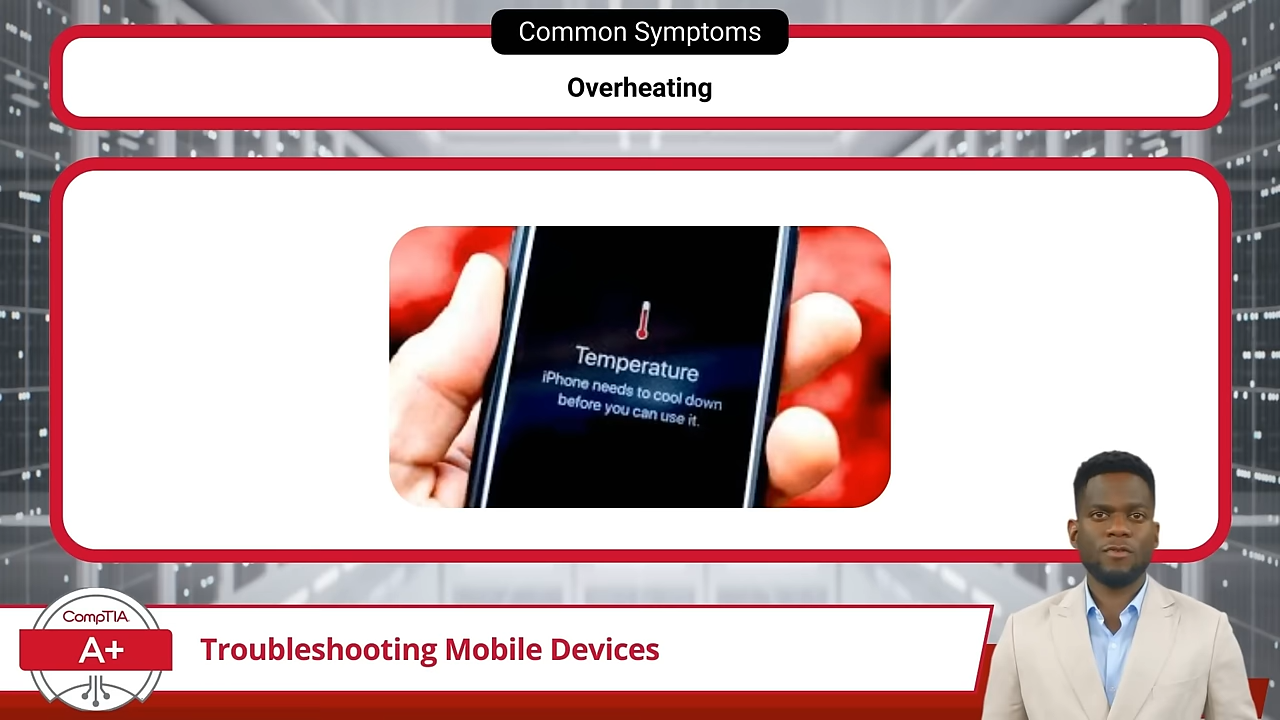 Common Symptoms
Overheating
Temperature
iPhone needs to cool down
before you can use it.
CompTIA
A+
Troubleshooting Mobile Devices